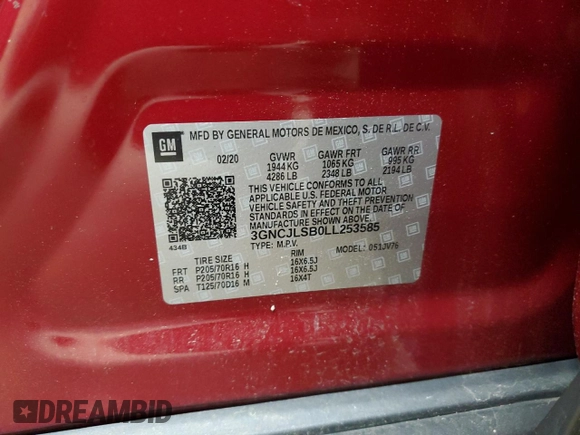 GM
MFD BY GENERAL MOTORS DE MEXICO, S. DE R.L. DE C.V.
02/20 GVWR GAWR FRT GAWR RR
1944 KG 1065 KG 995 KG
4286 LB 2348 LB 2194 LB
THIS VEHICLE CONFORMS TO ALL
APPLICABLE U.S. FEDERAL MOTOR
VEHICLE SAFETY BUMPER, AND THEFT
PREVENTION STANDARDS IN EFFECT ON
THE DATE OF MANUFACTURE SHOWN ABOVE.
3GNCJLSB0LL253585
434B TYPE: M.P.V. MODEL: 051JV76
TIRE SIZE RIM
FRT P205/70R16 H 16X6.5J
RR P205/70R16 H 16X6.5J
SPA T125/70D16 M 16X4T
DREAMBID